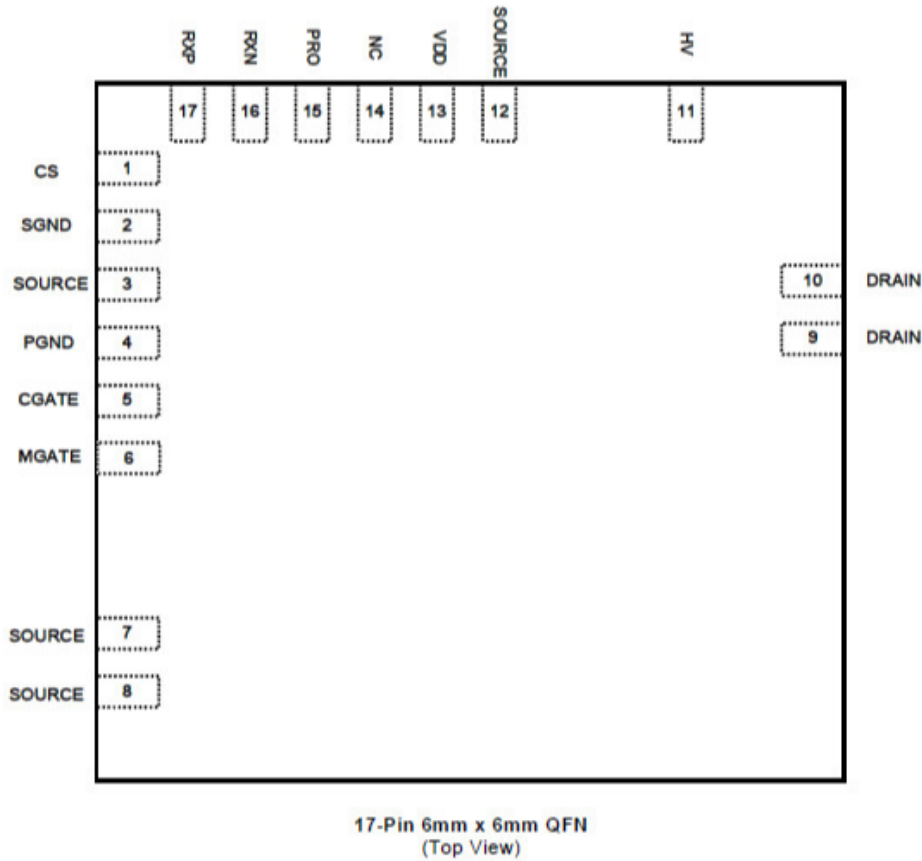 RXP
RXN
PRO
NC
VDD
SOURCE
HV
17
16
15
14
13
12
11
CS 1
SGND 2
SOURCE 3
PGND 4
CGATE 5
MGATE 6
10 DRAIN
9 DRAIN
SOURCE 7
SOURCE 8
17-Pin 6mm x 6mm QFN
(Top View)